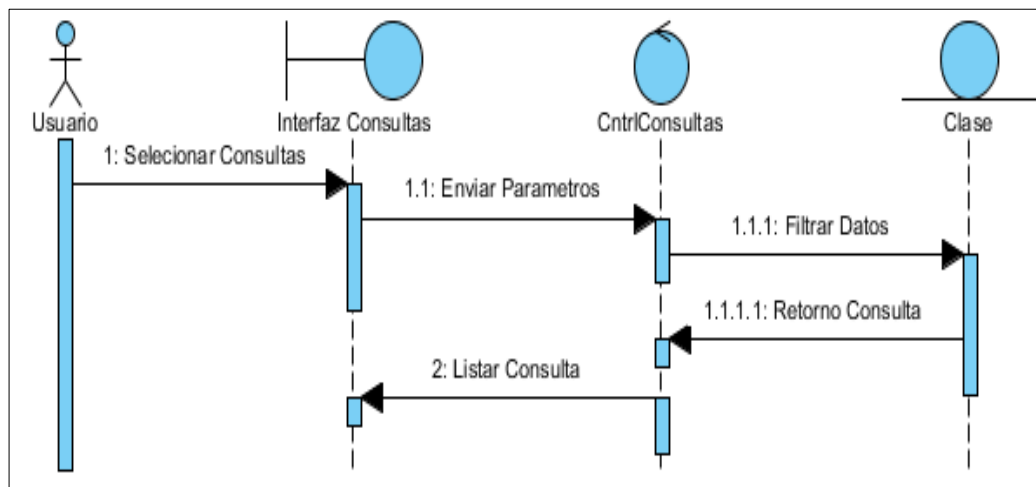 Usuario
Interfaz Consultas
CntrlConsultas
Clase
1: Selecionar Consultas
1.1: Enviar Parametros
1.1.1: Filtrar Datos
1.1.1.1: Retorno Consulta
2: Listar Consulta